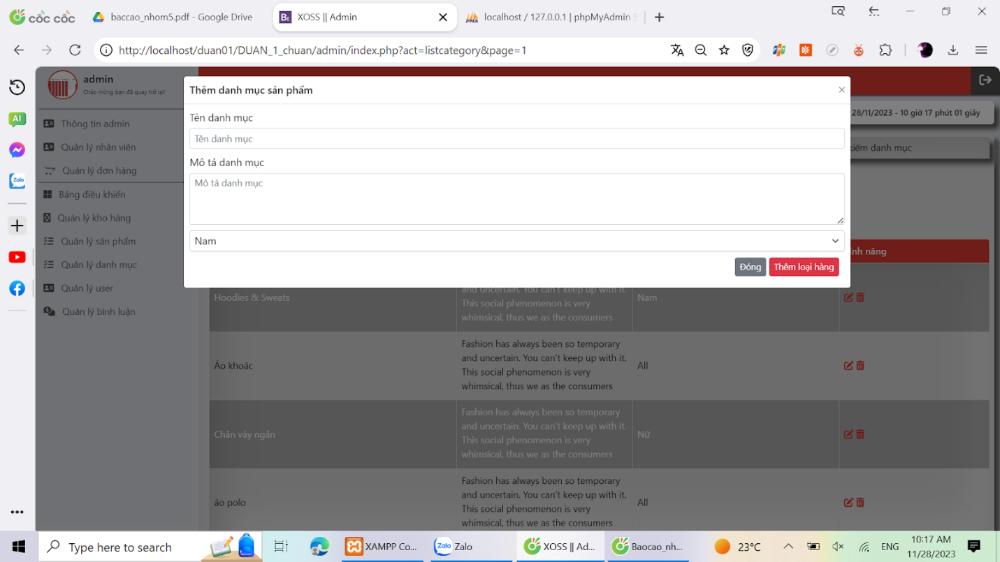 cốc cốc
baccao_nhom5.pdf - Google Drive
XOSS || Admin
localhost / 127.0.0.1 | phpMyAdmin 5
http://localhost/duan01/DUAN_1_chuan/admin/index.php?act=listcategory&page=1
admin
Chào mừng bạn đã quay trở lại!
Thông tin admin
Quản lý nhân viên
Quản lý đơn hàng
Bảng điều khiển
Quản lý kho hàng
Quản lý sản phẩm
Quản lý danh mục
Quản lý user
Quản lý bình luận
AI
Zalo
Thêm danh mục sản phẩm
Tên danh mục
Tên danh mục
Mô tả danh mục
Mô tả danh mục
Nam
Đóng
Thêm loại hàng
28/11/2023 - 10 giờ 17 phút 01 giây
kiếm danh mục
ính năng
Hoodies & Sweats
and uncertain. You can't keep up with it.
This social phenomenon is very
whimsical, thus we as the consumers
Nam
Áo khoác
Fashion has always been so temporary
and uncertain. You can't keep up with it.
This social phenomenon is very
whimsical, thus we as the consumers
All
Chân váy ngắn
Fashion has always been so temporary
and uncertain. You can't keep up with it.
This social phenomenon is very
whimsical, thus we as the consumers
Nữ
áo polo
Fashion has always been so temporary
and uncertain. You can't keep up with it.
This social phenomenon is very
whimsical, thus we as the consumers
All
Type here to search
XAMPP Co...
Zalo
Zalo
XOSS || Ad...
Baocao_nh...
23°C
ENG
10:17 AM
11/28/2023